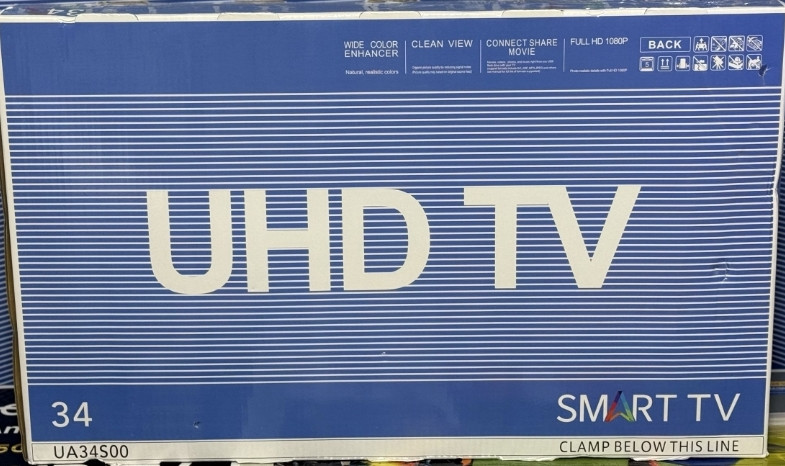 WIDE COLOR ENHANCER
Natural, realistic colors
CLEAN VIEW
CONNECT SHARE MOVIE
FULL HD 1080P
BACK
5
UHD TV
34
SMART TV
UA34S00
CLAMP BELOW THIS LINE